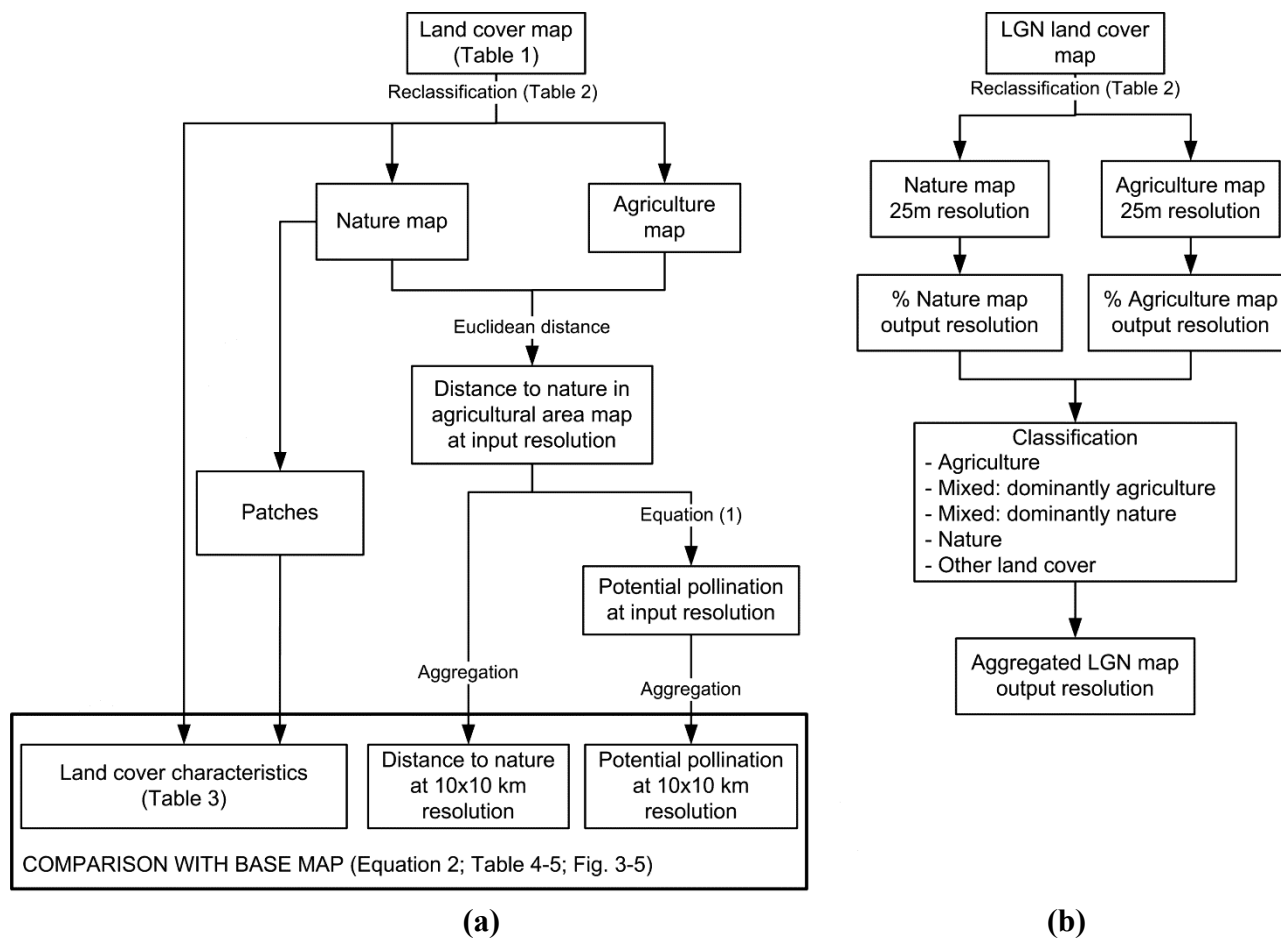 Land cover map
(Table 1)
Reclassification (Table 2)
Nature map
Agriculture
map
Euclidean distance
Distance to nature in
agricultural area map
at input resolution
Patches
Equation (1)
Potential pollination
at input resolution
Aggregation
Aggregation
Land cover characteristics
(Table 3)
Distance to nature
at 10x10 km
resolution
Potential pollination
at 10x10 km
resolution
COMPARISON WITH BASE MAP (Equation 2; Table 4-5; Fig. 3-5)
(a)
LGN land cover
map
Reclassification (Table 2)
Nature map
25m resolution
Agriculture map
25m resolution
% Nature map
output resolution
% Agriculture map
output resolution
Classification
- Agriculture
- Mixed: dominantly agriculture
- Mixed: dominantly nature
- Nature
- Other land cover
Aggregated LGN map
output resolution
(b)